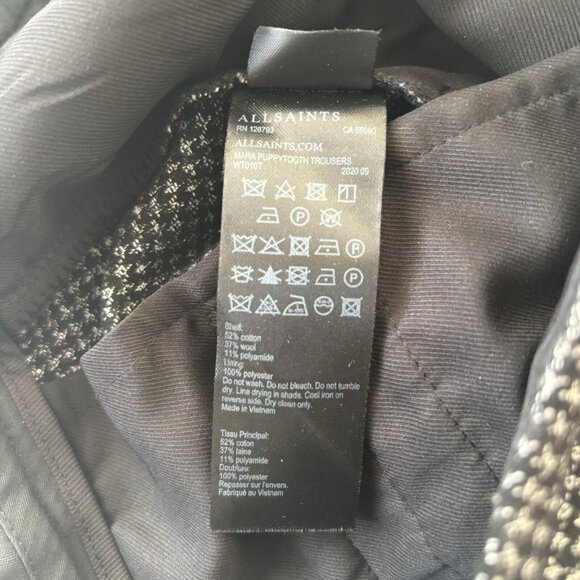 ALLSAINTS
RN 128793
ALLSAINTS.COM
MARA PUPPYTOOTH TROUSERS
WT010T 2020 09
P W
P
P
Shell:
52% cotton
37% wool
11% polyamide
Lining:
100% polyester
Do not wash. Do not bleach. Do not tumble
dry. Line drying in shade. Cool iron on
reverse side. Dry clean only.
Made in Vietnam
Tissu Principal:
52% cotton
37% laine
11% polyamide
Doublure:
100% polyester
Repasser sur l'envers.
Fabriqué au Vietnam